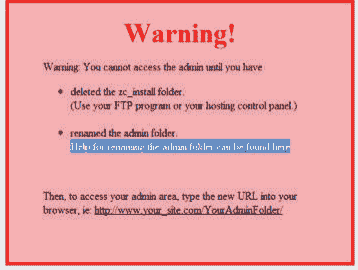 Warning!
Warning: You cannot access the admin until you have
deleted the zc_install folder.
(Use your FTP program or your hosting control panel.)
renamed the admin folder.
Help for renaming the admin folder can be found here
Then, to access your admin area, type the new URL into your
browser, ie: http://www.your_site.com/YourAdminFolder/